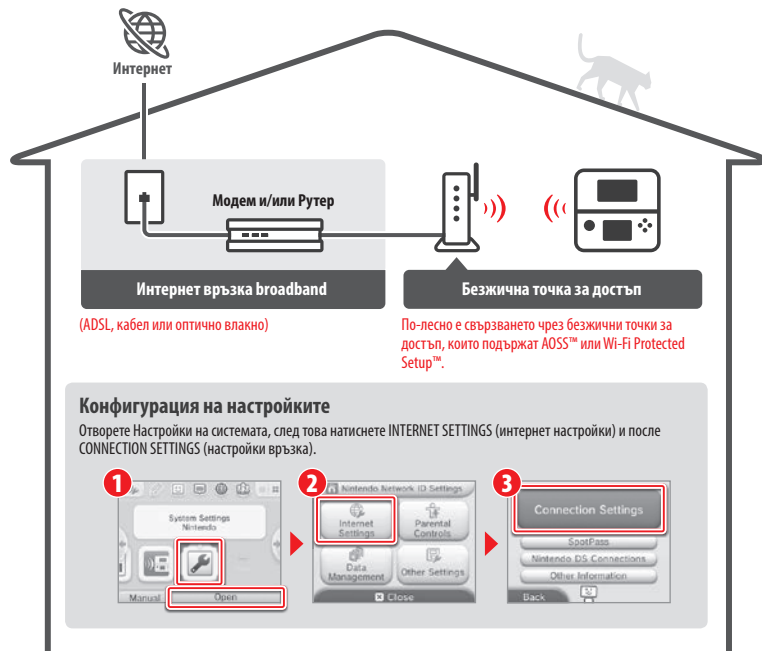 Интернет
Модем и/или Рутер
Интернет връзка broadband
Безжична точка за достъп
(ADSL, кабел или оптично влакно)
По-лесно е свързването чрез безжични точки за
достъп, които подържат AOSS™ или Wi-Fi Protected
Setup™.
Конфигурация на настройките
Отворете Настройки на системата, след това натиснете INTERNET SETTINGS (интернет настройки) и после
CONNECTION SETTINGS (настройки връзка).
1
System Settings
Nintendo
Manual
Open
2
Nintendo Network ID Settings
Internet
Settings
Parental
Controls
Data
Management
Other Settings
Close
3
Connection Settings
SpotPass
Nintendo DS Connections
Other Information
Back